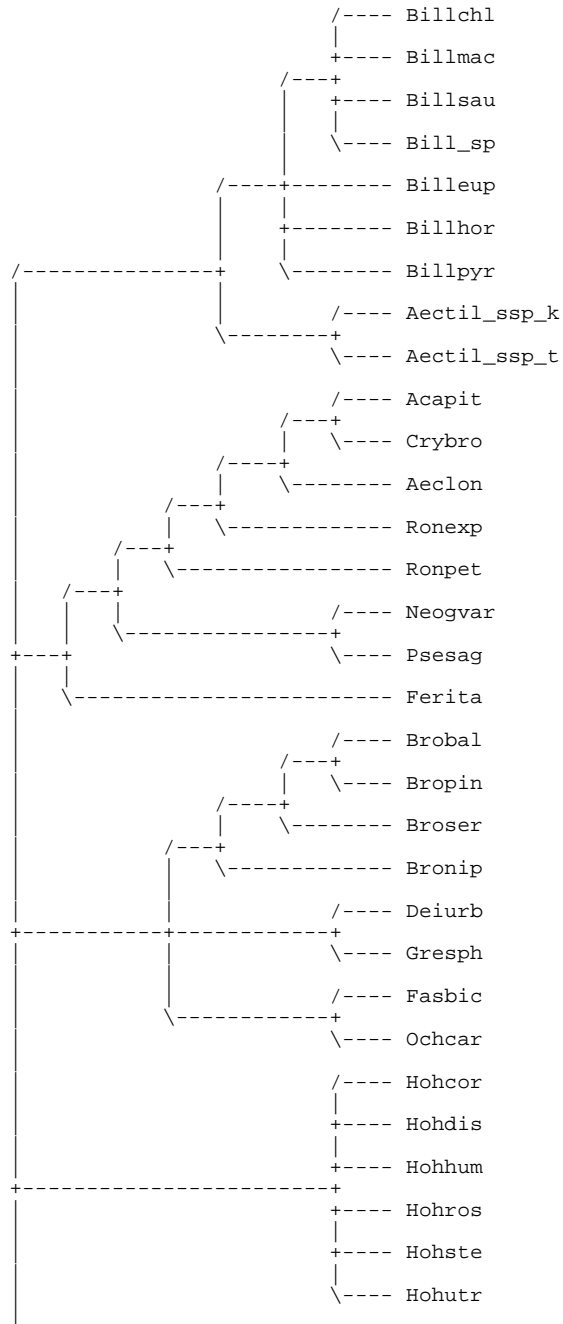 Billchl
Billmac
Billsau
Bill_sp
Billeup
Billhor
Billpyr
Aectil_ssp_k
Aectil_ssp_t
Acapit
Crybro
Aeclon
Ronexp
Ronpet
Neogvar
Psesag
Ferita
Brobal
Bropin
Broser
Bronip
Deiurb
Gresph
Fasbic
Ochcar
Hohcor
Hohdis
Hohhum
Hohros
Hohste
Hohutr